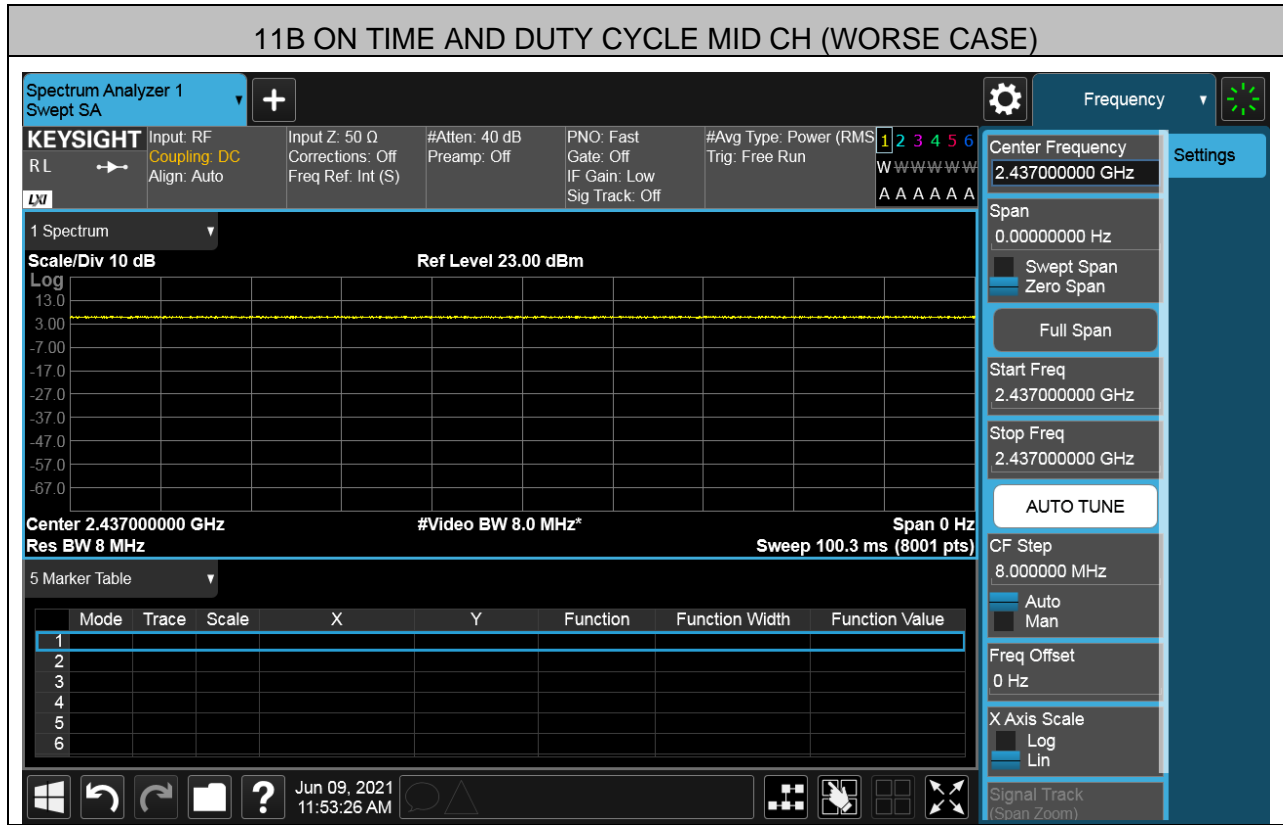 11B ON TIME AND DUTY CYCLE MID CH (WORSE CASE)
Spectrum Analyzer 1
Swept SA
Frequency
KEYSIGHT
RL
LXI
Input: RF
Coupling: DC
Align: Auto
Input Z: 50 Ω
Corrections: Off
Freq Ref: Int (S)
#Atten: 40 dB
Preamp: Off
PNO: Fast
Gate: Off
IF Gain: Low
Sig Track: Off
#Avg Type: Power (RMS
Trig: Free Run
1 2 3 4 5 6
W W W W W W
A A A A A A
1 Spectrum
Scale/Div 10 dB
Ref Level 23.00 dBm
Log
13.0
3.00
-7.00
-17.0
-27.0
-37.0
-47.0
-57.0
-67.0
Center 2.437000000 GHz
#Video BW 8.0 MHz*
Span 0 Hz
Res BW 8 MHz
Sweep 100.3 ms (8001 pts)
5 Marker Table
Mode Trace Scale X Y Function Function Width Function Value
1
2
3
4
5
6
?
Jun 09, 2021
11:53:26 AM
Center Frequency
2.437000000 GHz
Settings
Span
0.00000000 Hz
Swept Span
Zero Span
Full Span
Start Freq
2.437000000 GHz
Stop Freq
2.437000000 GHz
AUTO TUNE
CF Step
8.000000 MHz
Auto
Man
Freq Offset
0 Hz
X Axis Scale
Log
Lin
Signal Track
(Span Zoom)